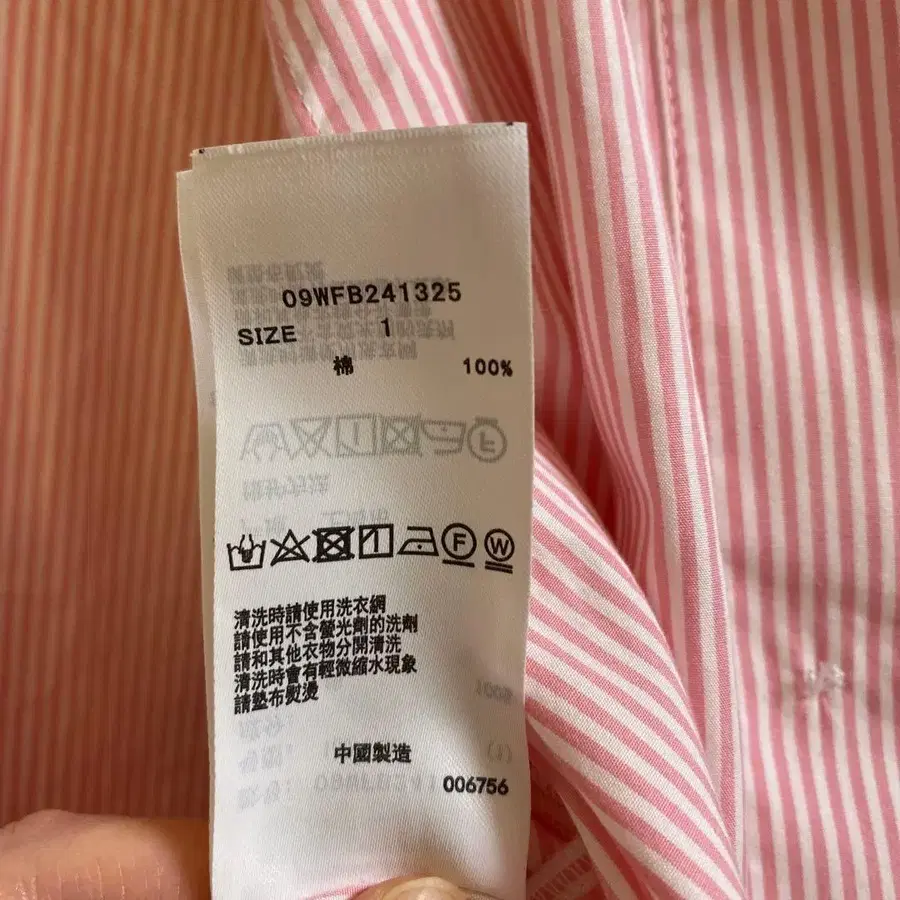 09WFB241325
SIZE 1
棉 100%
F W
清洗時請使用洗衣網
請使用不含螢光劑的洗劑
請和其他衣物分開清洗
清洗時會有輕微縮水現象
請墊布熨燙
中國製造
006756